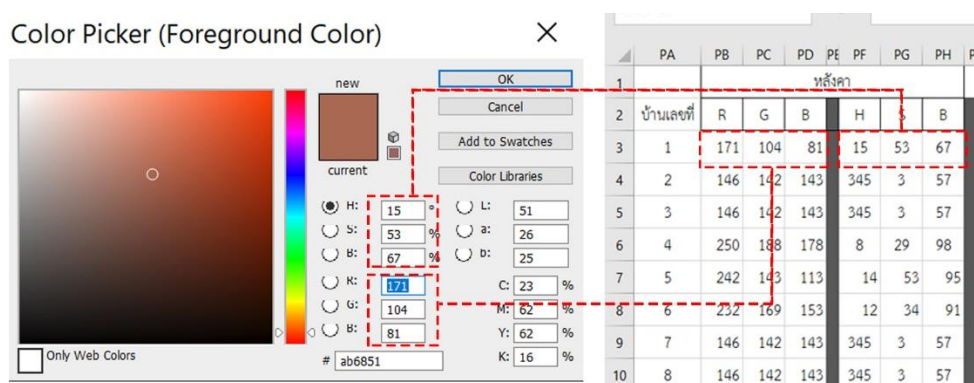 Color Picker (Foreground Color)
new
current
OK
Cancel
Add to Swatches
Color Libraries
H: 15 °
S: 53 %
B: 67 %
R: 171
G: 104
B: 81
L: 51
a: 26
b: 25
C: 23 %
M: 62 %
Y: 62 %
K: 16 %
Only Web Colors
# ab6851
PA PB PC PD PE PF PG PH
1 หลังคา
2 บ้านเลขที่ R G B H S B
3 1 171 104 81 15 53 67
4 2 146 142 143 345 3 57
5 3 146 142 143 345 3 57
6 4 250 188 178 8 29 98
7 5 242 143 113 14 53 95
8 6 232 169 153 12 34 91
9 7 146 142 143 345 3 57
10 8 146 142 143 345 3 57